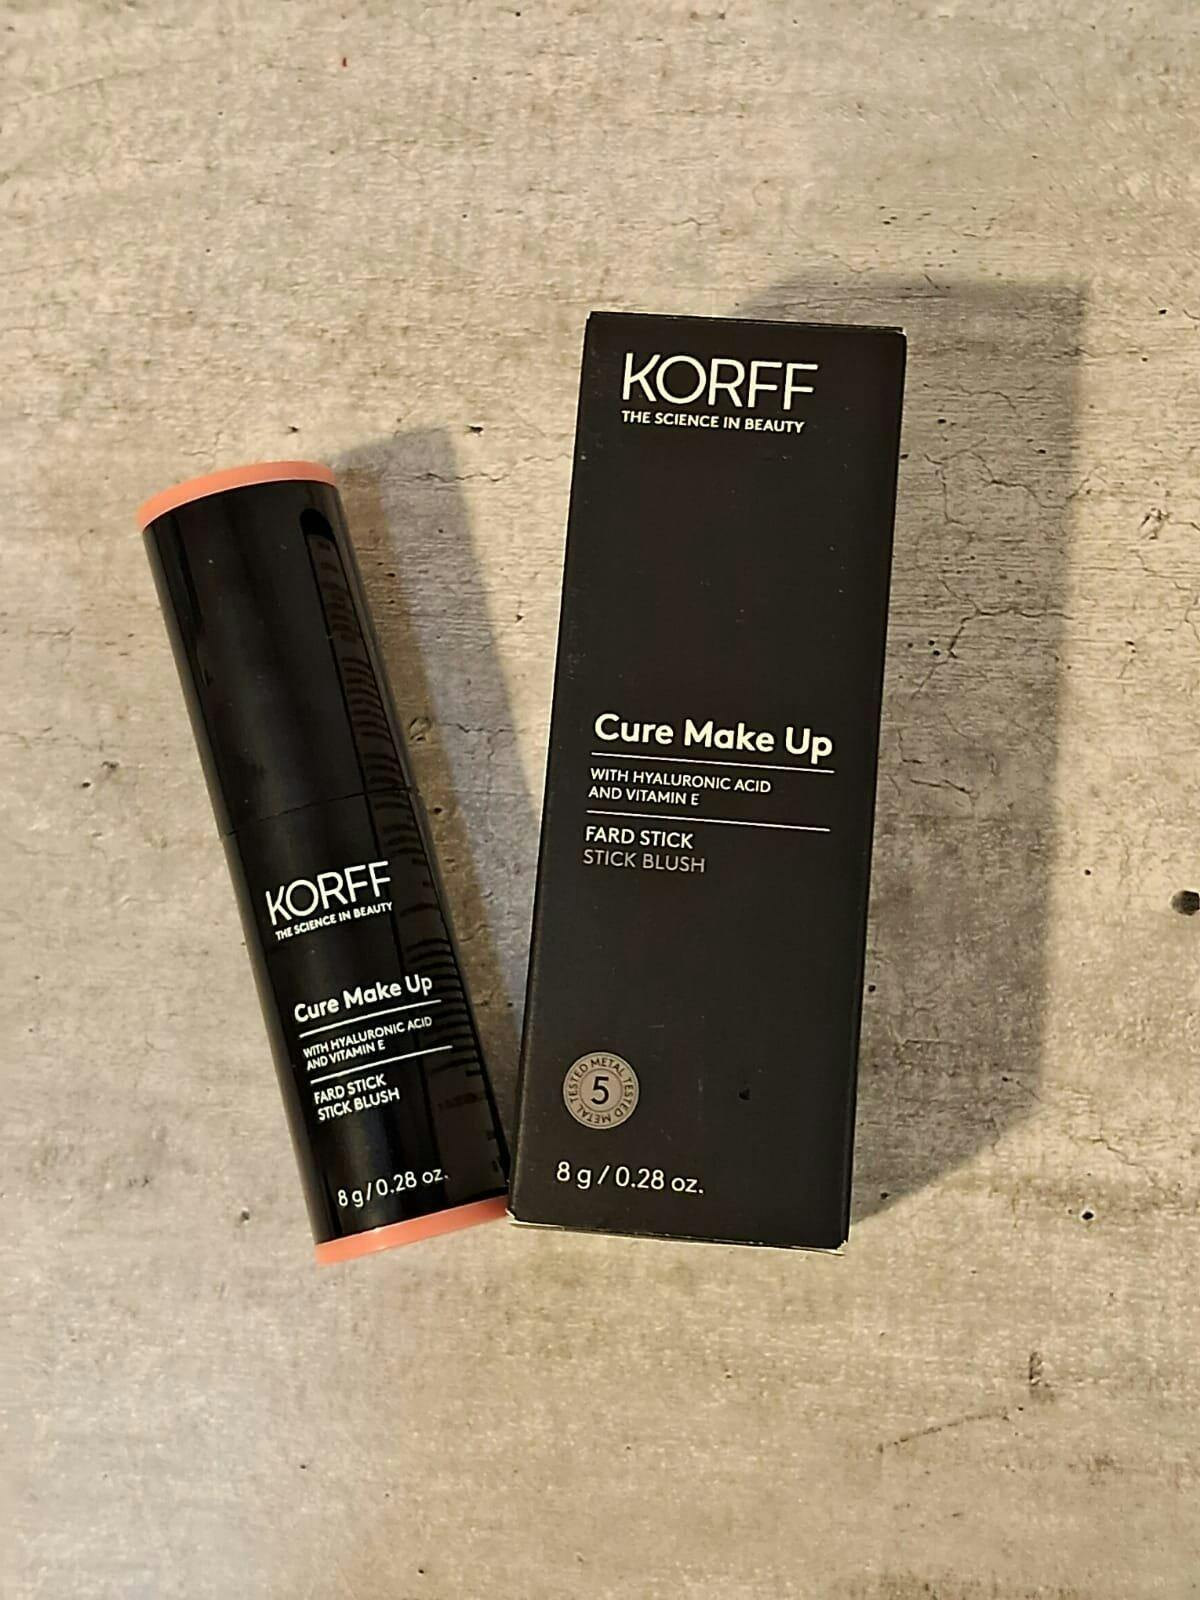 KORFF
THE SCIENCE IN BEAUTY
Cure Make Up
WITH HYALURONIC ACID
AND VITAMIN E
FARD STICK
STICK BLUSH
8 g / 0.28 oz.
KORFF
THE SCIENCE IN BEAUTY
Cure Make Up
WITH HYALURONIC ACID
AND VITAMIN E
FARD STICK
STICK BLUSH
METAL TESTED METAL TESTED
5
8 g / 0.28 oz.